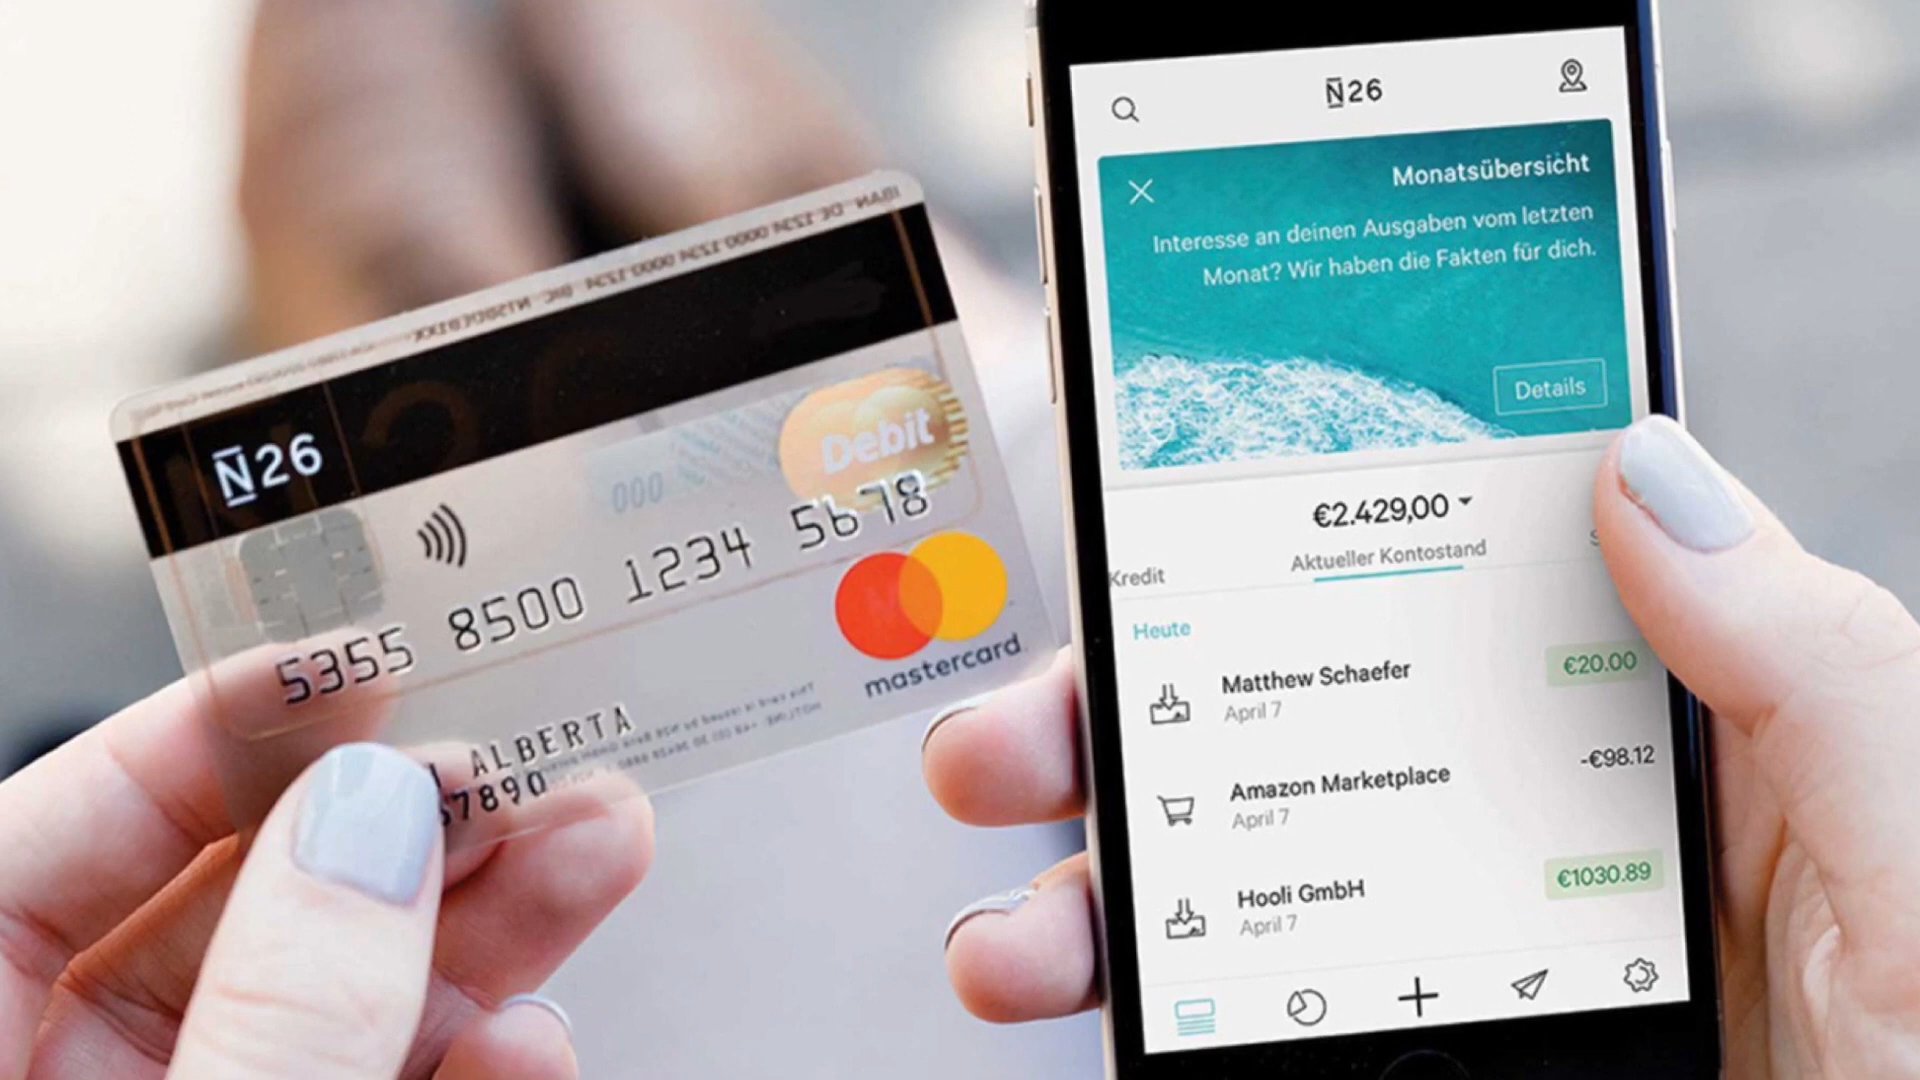 N26
000
Debit
5355 8500 1234 5678
ALBERTA
7890
mastercard
N26
Monatsübersicht
Interesse an deinen Ausgaben vom letzten
Monat? Wir haben die Fakten für dich.
Details
€2.429,00
Kredit
Aktueller Kontostand
Heute
Matthew Schaefer
€20.00
April 7
Amazon Marketplace
-€98.12
April 7
Hooli GmbH
€1030.89
April 7